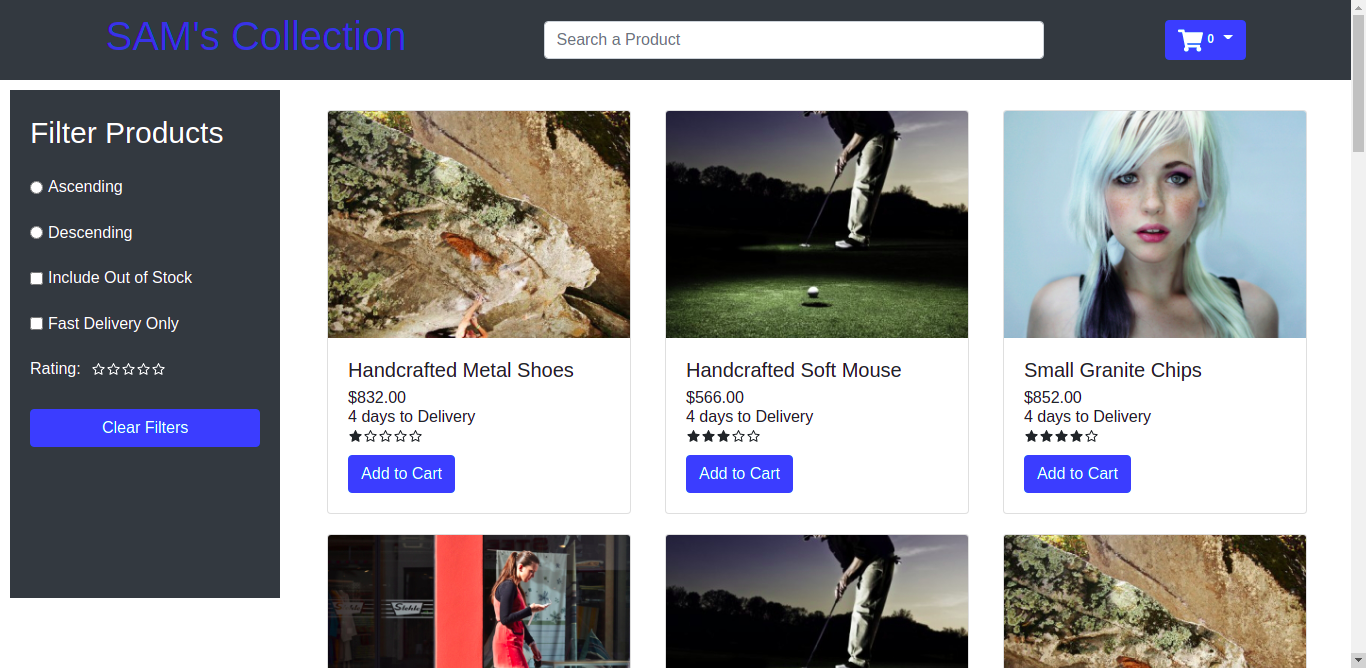 SAM's Collection
Search a Product
0
Filter Products
Ascending
Descending
Include Out of Stock
Fast Delivery Only
Rating:
Clear Filters
Handcrafted Metal Shoes
$832.00
4 days to Delivery
Add to Cart
Handcrafted Soft Mouse
$566.00
4 days to Delivery
Add to Cart
Small Granite Chips
$852.00
4 days to Delivery
Add to Cart